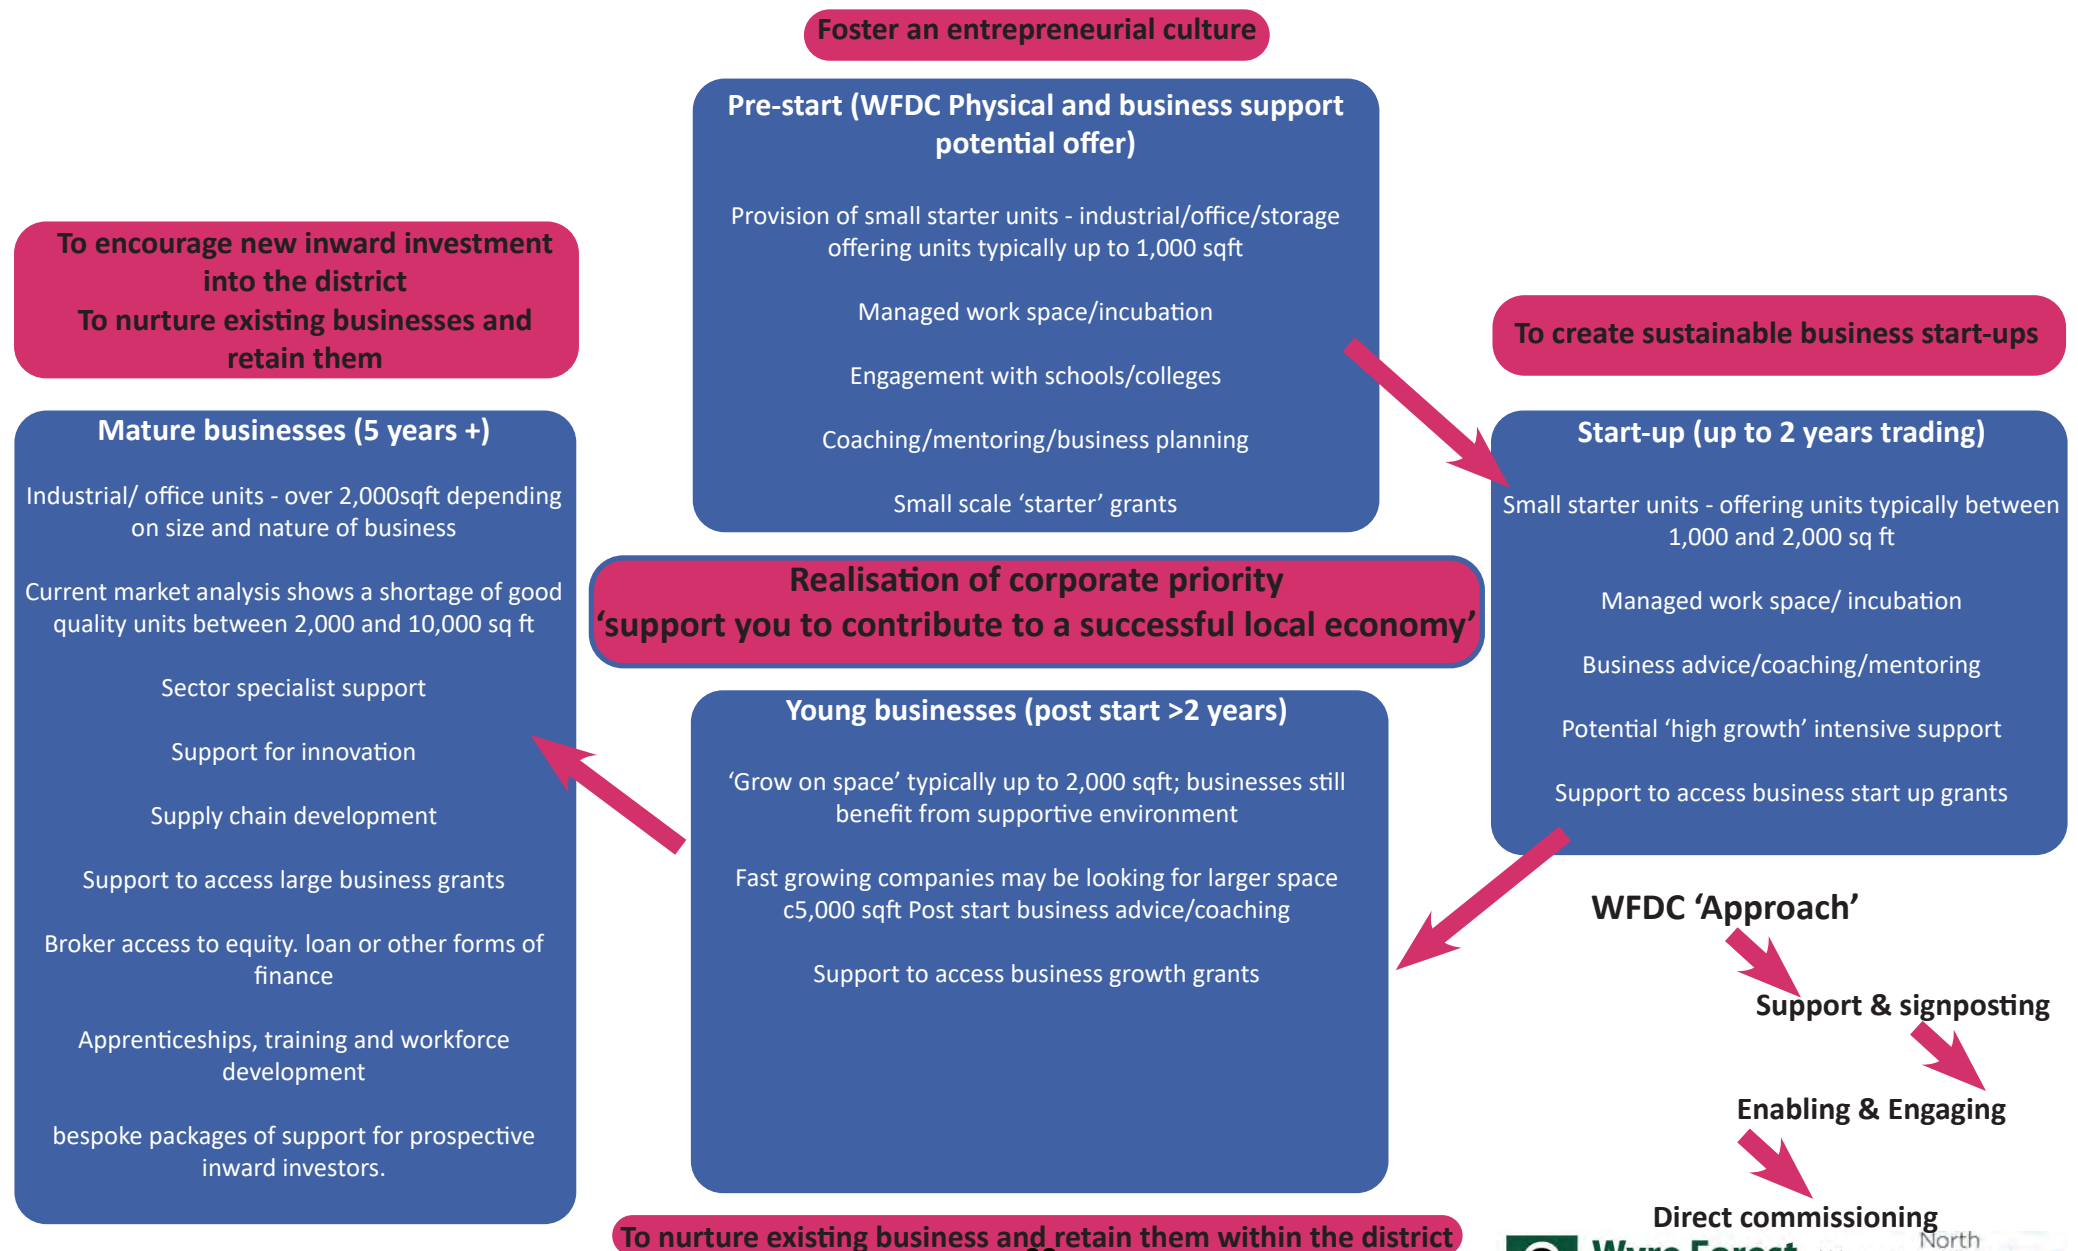 Foster an entrepreneurial culture
Pre-start (WFDC Physical and business support
potential offer)
Provision of small starter units - industrial/office/storage
offering units typically up to 1,000 sqft
Managed work space/incubation
Engagement with schools/colleges
Coaching/mentoring/business planning
Small scale ‘starter’ grants
To encourage new inward investment
into the district
To nurture existing businesses and
retain them
Mature businesses (5 years +)
Industrial/ office units - over 2,000sqft depending
on size and nature of business
Current market analysis shows a shortage of good
quality units between 2,000 and 10,000 sq ft
Sector specialist support
Support for innovation
Supply chain development
Support to access large business grants
Broker access to equity. loan or other forms of
finance
Apprenticeships, training and workforce
development
bespoke packages of support for prospective
inward investors.
Realisation of corporate priority
‘support you to contribute to a successful local economy’
To create sustainable business start-ups
Start-up (up to 2 years trading)
Small starter units - offering units typically between
1,000 and 2,000 sq ft
Managed work space/ incubation
Business advice/coaching/mentoring
Potential ‘high growth’ intensive support
Support to access business start up grants
Young businesses (post start >2 years)
‘Grow on space’ typically up to 2,000 sqft; businesses still
benefit from supportive environment
Fast growing companies may be looking for larger space
c5,000 sqft Post start business advice/coaching
Support to access business growth grants
To nurture existing business and retain them within the district
WFDC ‘Approach’
Support & signposting
Enabling & Engaging
Direct commissioning
Wyre Forest
North